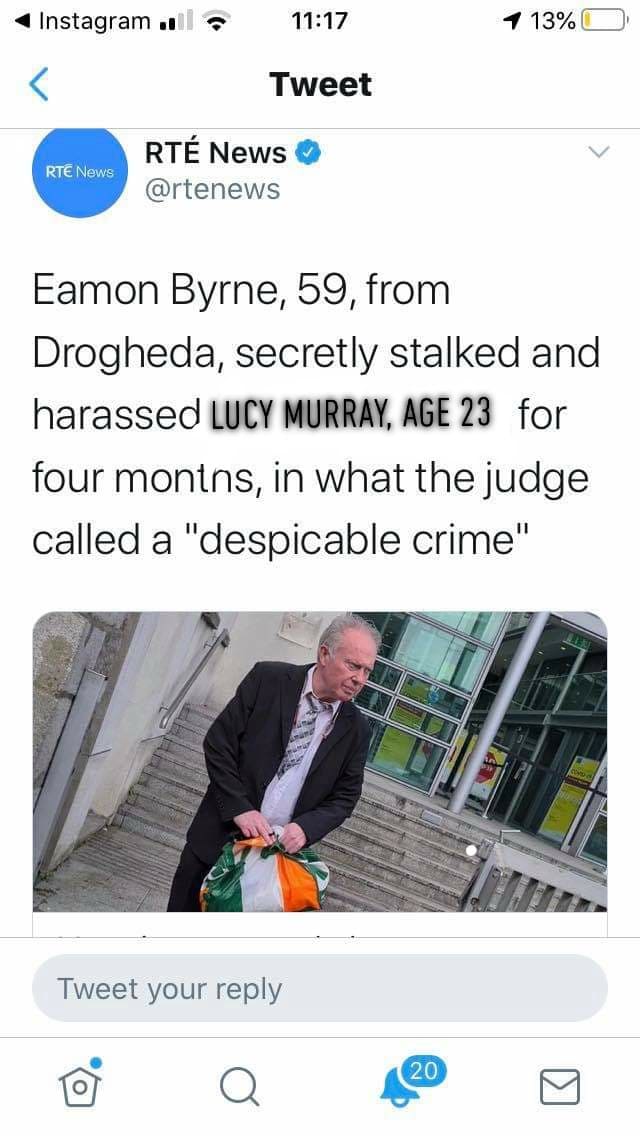 Instagram
11:17
13%
Tweet
RTÉ News
RTÉ News
@rtenews
Eamon Byrne, 59, from
Drogheda, secretly stalked and
harassed LUCY MURRAY, AGE 23 for
four montns, in what the judge
called a "despicable crime"
Tweet your reply
20